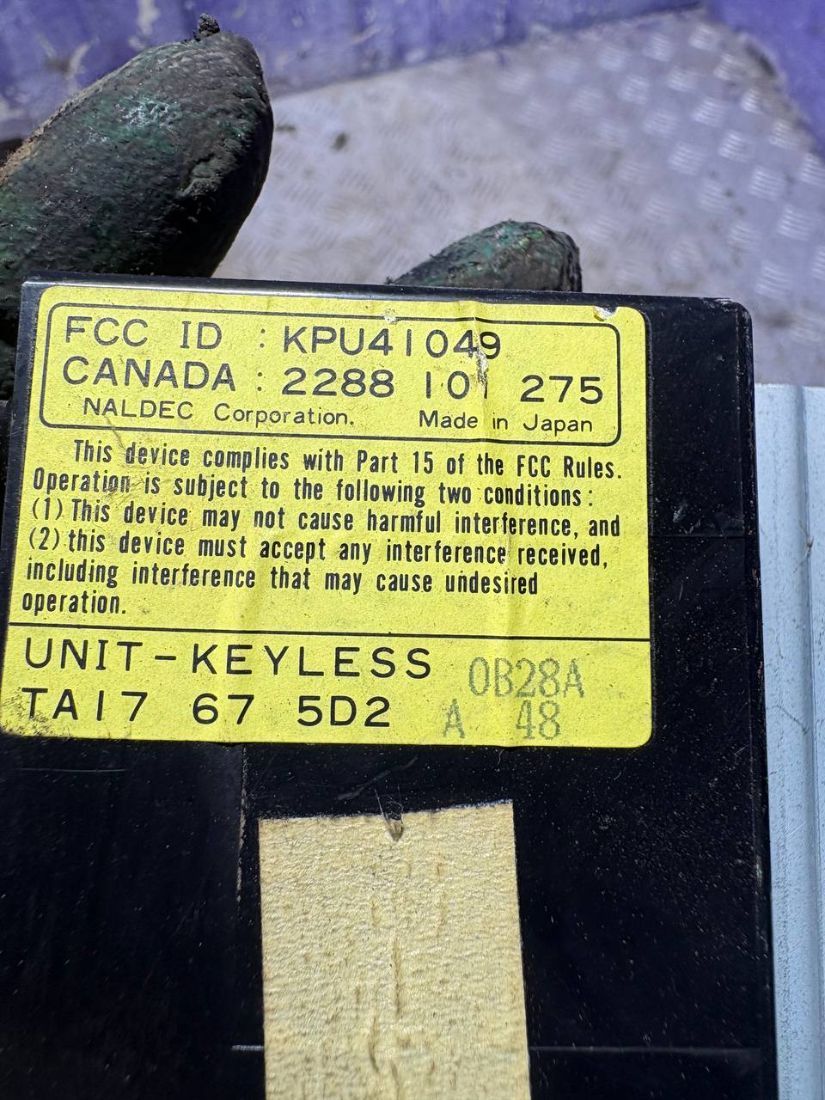 FCC ID : KPU41049
CANADA : 2288 101 275
NALDEC Corporation. Made in Japan
This device complies with Part 15 of the FCC Rules.
Operation is subject to the following two conditions:
(1) This device may not cause harmful interference, and
(2) this device must accept any interference received,
including interference that may cause undesired
operation.
UNIT-KEYLESS 0B28A
TA17 67 5D2 A 48